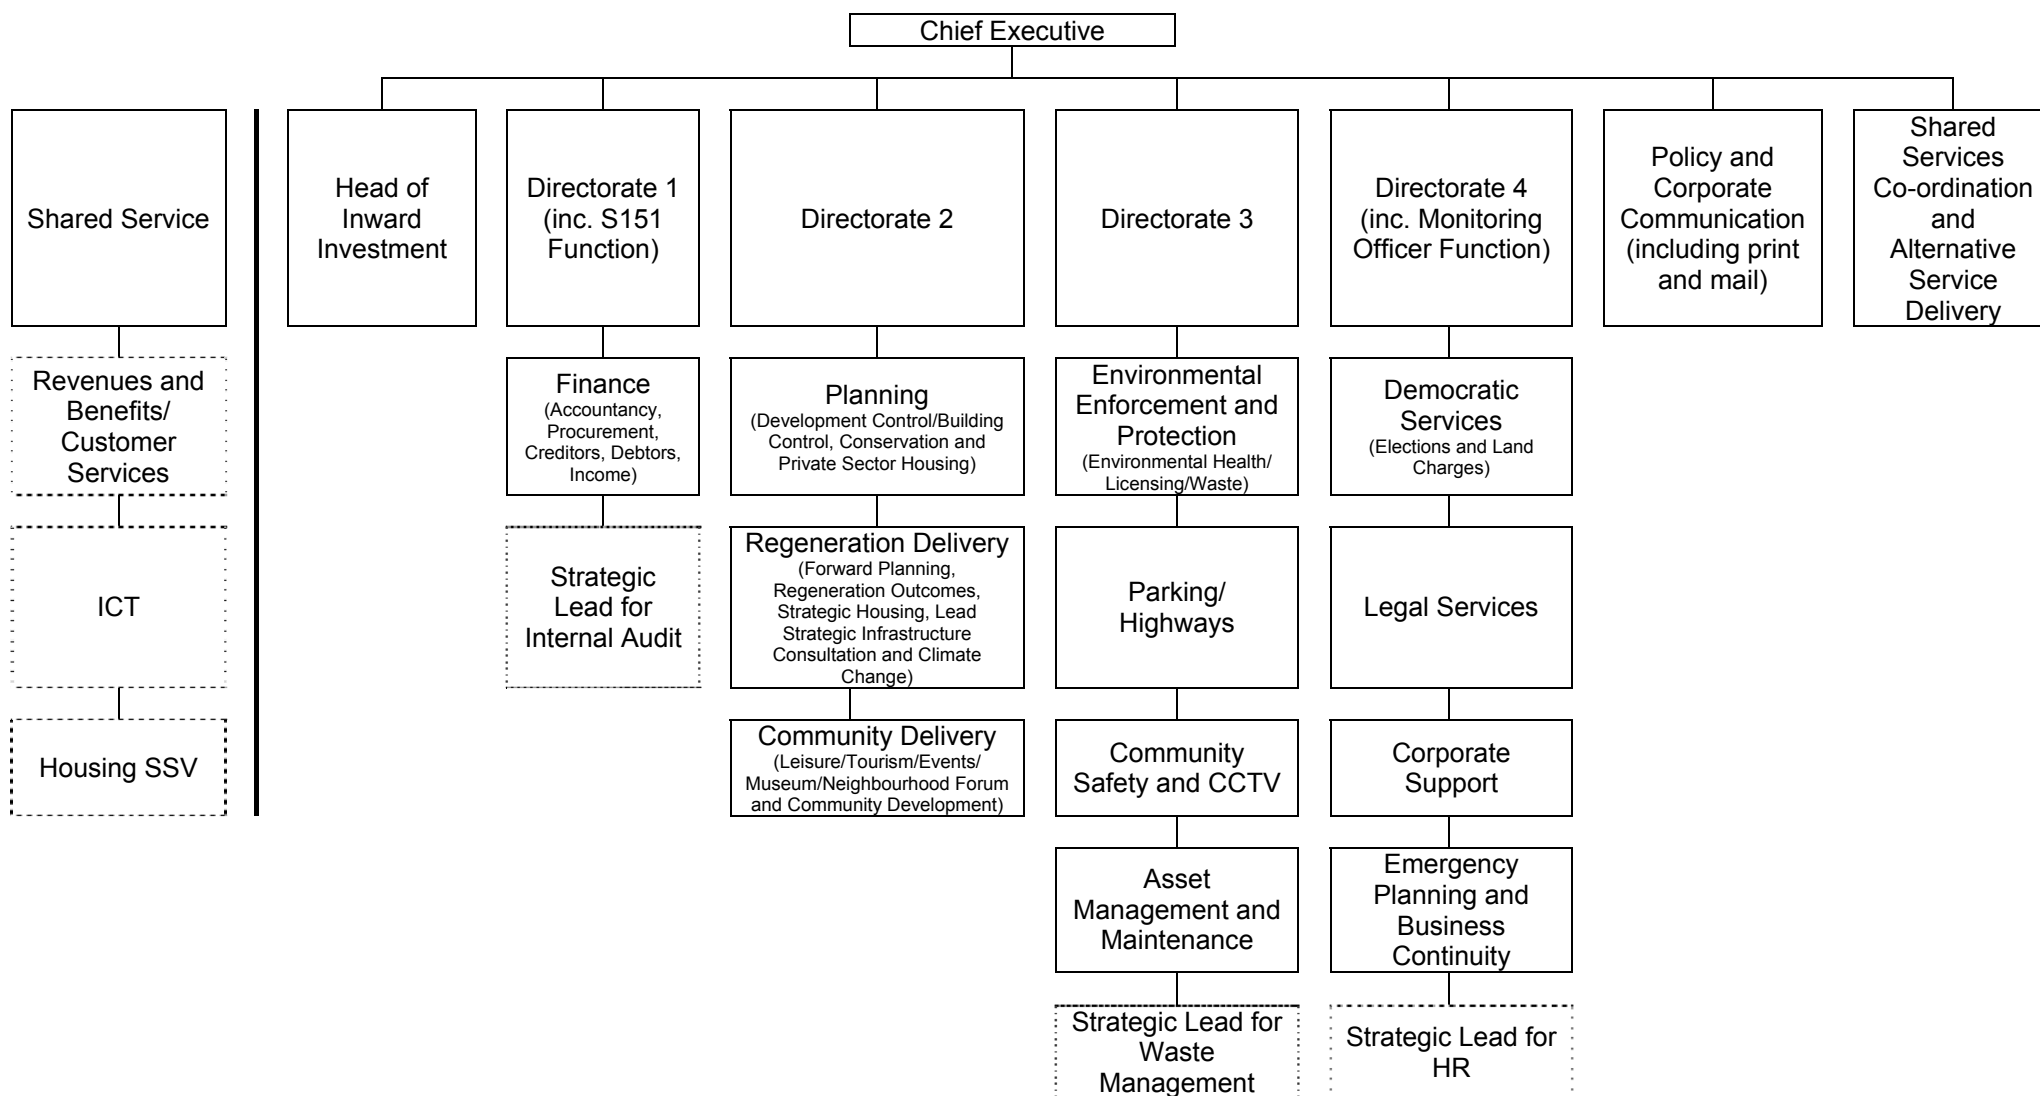 Chief Executive
Shared Service
Head of
Inward
Investment
Directorate 1
(inc. S151
Function)
Directorate 2
Directorate 3
Directorate 4
(inc. Monitoring
Officer Function)
Policy and
Corporate
Communication
(including print
and mail)
Shared
Services
Co-ordination
and
Alternative
Service
Delivery
Revenues and
Benefits/
Customer
Services
Finance
(Accountancy,
Procurement,
Creditors, Debtors,
Income)
Planning
(Development Control/Building
Control, Conservation and
Private Sector Housing)
Environmental
Enforcement and
Protection
(Environmental Health/
Licensing/Waste)
Democratic
Services
(Elections and Land
Charges)
ICT
Strategic
Lead for
Internal Audit
Regeneration Delivery
(Forward Planning,
Regeneration Outcomes,
Strategic Housing, Lead
Strategic Infrastructure
Consultation and Climate
Change)
Parking/
Highways
Legal Services
Housing SSV
Community Delivery
(Leisure/Tourism/Events/
Museum/Neighbourhood Forum
and Community Development)
Community
Safety and CCTV
Corporate
Support
Asset
Management and
Maintenance
Emergency
Planning and
Business
Continuity
Strategic Lead for
Waste
Management
Strategic Lead for
HR